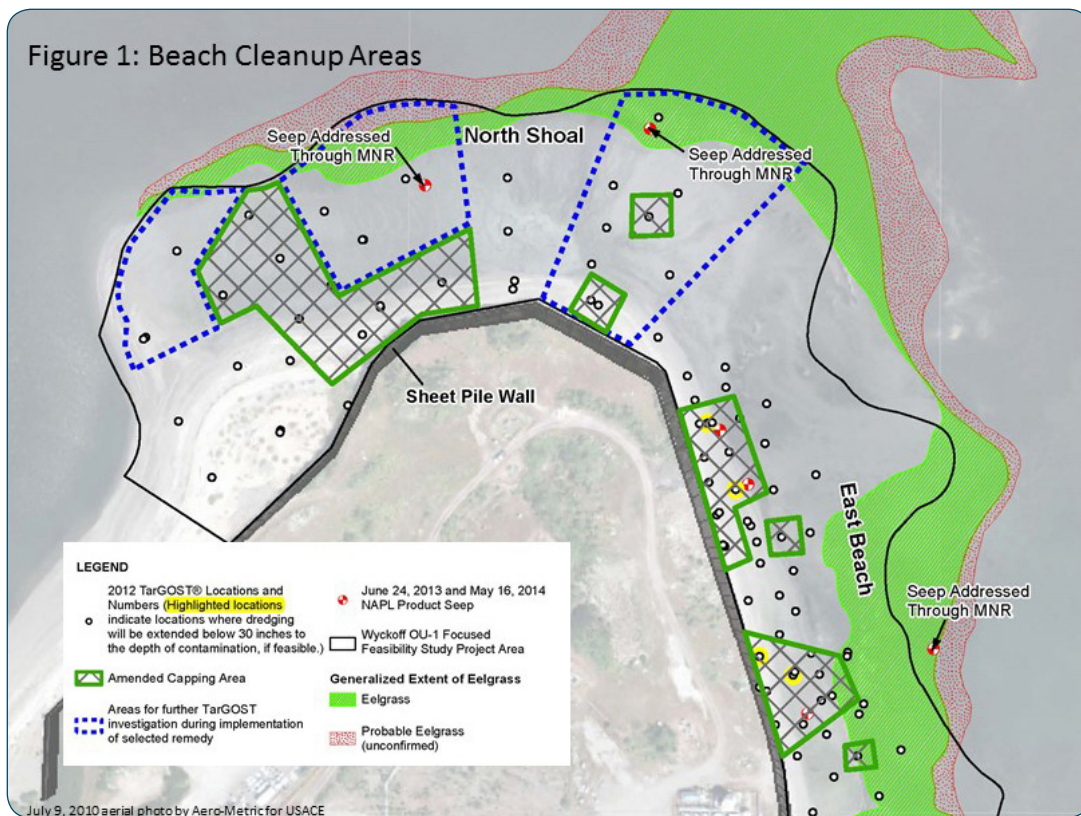 Figure 1: Beach Cleanup Areas
Seep Addressed
Through MNR
North Shoal
Seep Addressed
Through MNR
Sheet Pile Wall
East Beach
Seep Addressed
Through MNR
LEGEND
2012 TarGOST® Locations and
Numbers (Highlighted locations
indicate locations where dredging
will be extended below 30 inches to
the depth of contamination, if feasible.)
Amended Capping Area
Areas for further TarGOST
investigation during implementation
of selected remedy
June 24, 2013 and May 16, 2014
NAPL Product Seep
Wyckoff OU-1 Focused
Feasibility Study Project Area
Generalized Extent of Eelgrass
Eelgrass
Probable Eelgrass
(unconfirmed)
July 9, 2010 aerial photo by Aero-Metric for USACE